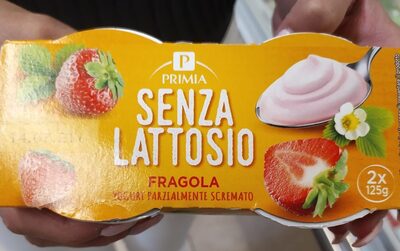 P
PRIMIA
SENZA
LATTOSIO
FRAGOLA
YOGURT PARZIALMENTE SCREMATO
2x
125g